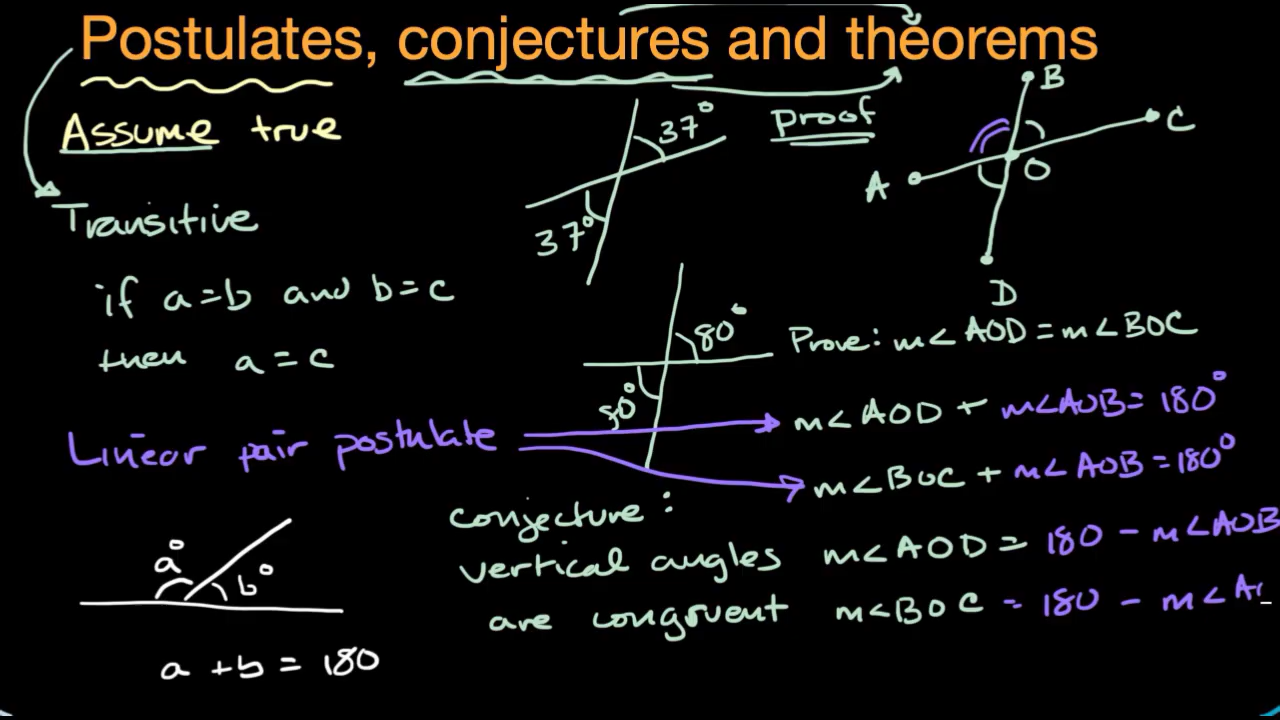 Postulates, conjectures and theorems
Assume true
Transitive
if a=b and b=c
then a=c
Linear pair postulate
a°
b°
a+b=180
37°
37°
80°
80°
conjecture:
vertical angles
are congruent
Proof
B
C
A
O
D
Prove: m∠AOD=m∠BOC
m∠AOD + m∠AOB=180°
m∠BOC + m∠AOB=180°
m∠AOD = 180 - m∠AOB
m∠BOC = 180 - m∠A